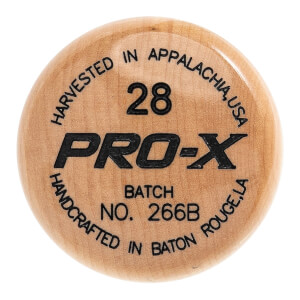 HARVESTED IN APPALACHIA, USA
28
PRO-X
BATCH
NO. 266B
HANDCRAFTED IN BATON ROUGE, LA